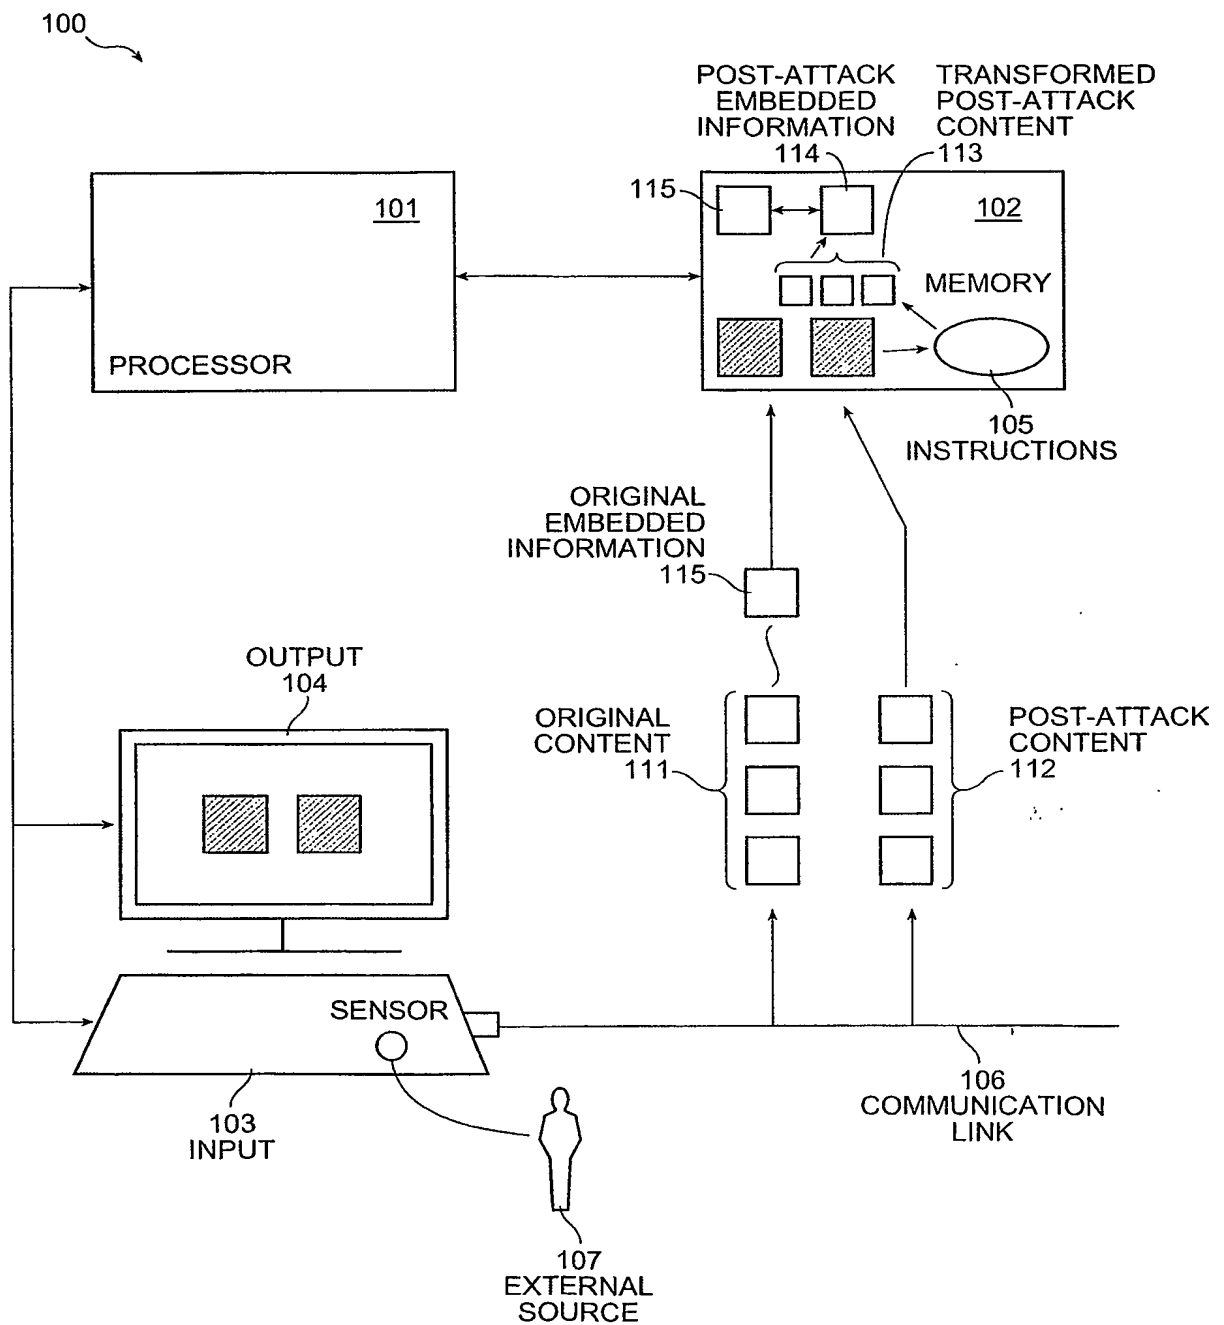 100
POST-ATTACK
EMBEDDED
INFORMATION
114
TRANSFORMED
POST-ATTACK
CONTENT
113
115
101
102
MEMORY
PROCESSOR
105
INSTRUCTIONS
ORIGINAL
EMBEDDED
INFORMATION
115
OUTPUT
104
ORIGINAL
CONTENT
111
POST-ATTACK
CONTENT
112
SENSOR
103
INPUT
106
COMMUNICATION
LINK
107
EXTERNAL
SOURCE